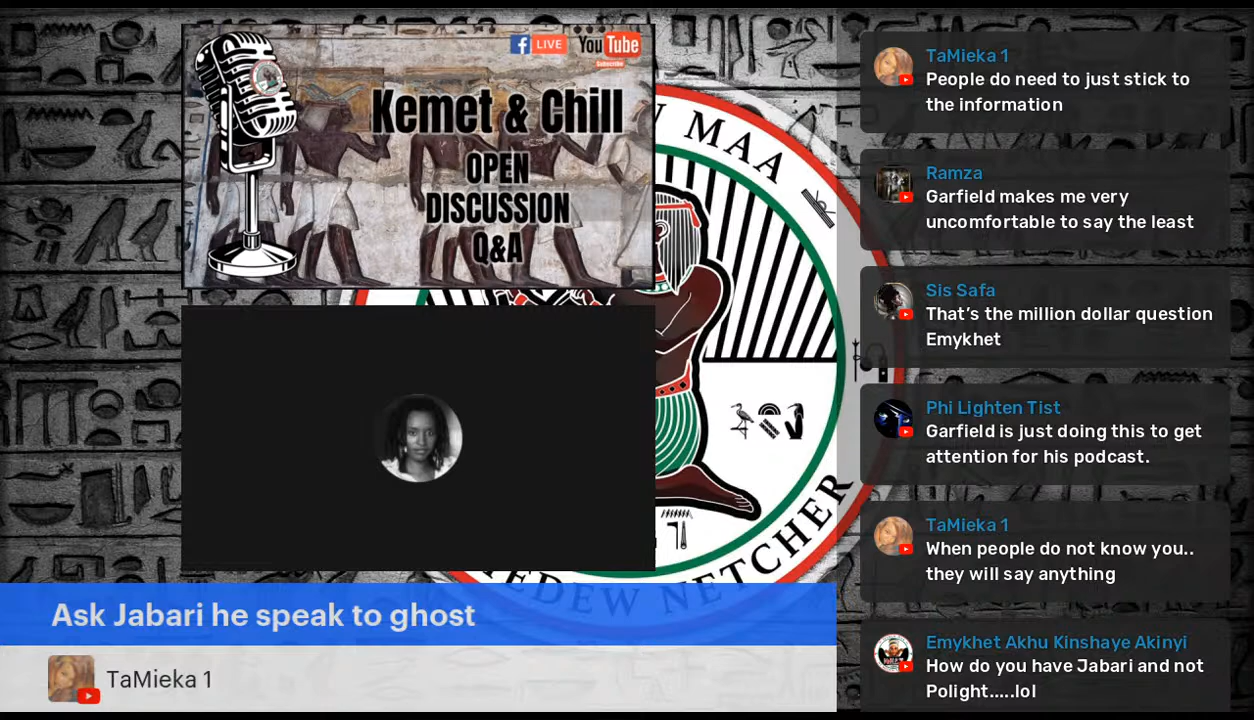 LIVE
YouTube
Subscribe
Kemet & Chill
OPEN
DISCUSSION
Q&A
MAA
MEDEW NETCHER
Ask Jabari he speak to ghost
TaMieka 1
TaMieka 1
People do need to just stick to
the information
Ramza
Garfield makes me very
uncomfortable to say the least
Sis Safa
That’s the million dollar question
Emykhet
Phi Lighten Tist
Garfield is just doing this to get
attention for his podcast.
TaMieka 1
When people do not know you..
they will say anything
Emykhet Akhu Kinshaye Akinyi
How do you have Jabari and not
Polight.....lol